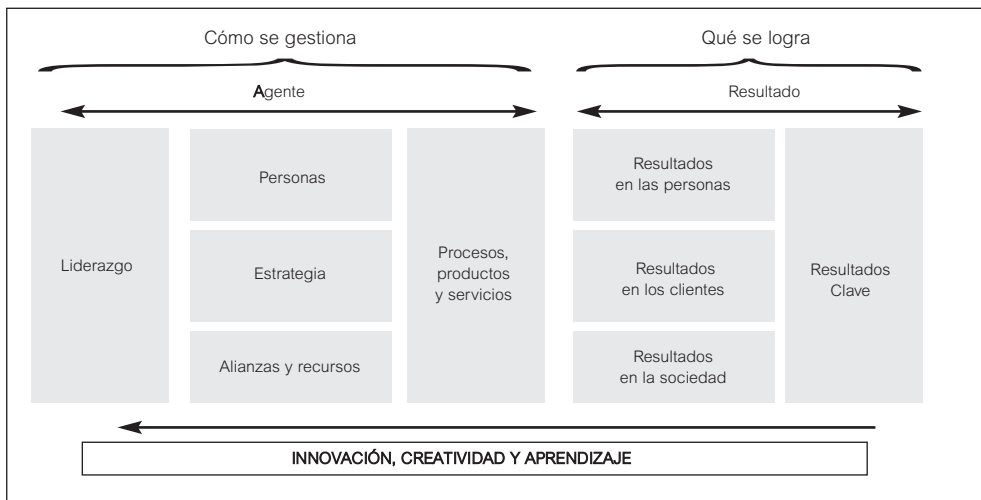 Cómo se gestiona
Qué se logra
Agente
Resultado
Liderazgo
Personas
Estrategia
Alianzas y recursos
Procesos,
productos
y servicios
Resultados
en las personas
Resultados
en los clientes
Resultados
en la sociedad
Resultados
Clave
INNOVACIÓN, CREATIVIDAD Y APRENDIZAJE